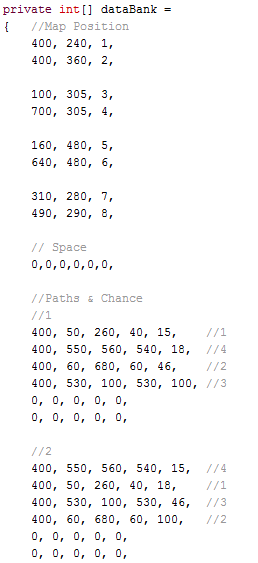 private int[] dataBank =
{ //Map Position
400, 240, 1,
400, 360, 2,
100, 305, 3,
700, 305, 4,
160, 480, 5,
640, 480, 6,
310, 280, 7,
490, 290, 8,
// Space
0,0,0,0,0,0,
//Paths & Chance
//1
400, 50, 260, 40, 15, //1
400, 550, 560, 540, 18, //4
400, 60, 680, 60, 46, //2
400, 530, 100, 530, 100, //3
0, 0, 0, 0, 0,
0, 0, 0, 0, 0,
//2
400, 550, 560, 540, 15, //4
400, 50, 260, 40, 18, //1
400, 530, 100, 530, 46, //3
400, 60, 680, 60, 100, //2
0, 0, 0, 0, 0,
0, 0, 0, 0, 0,